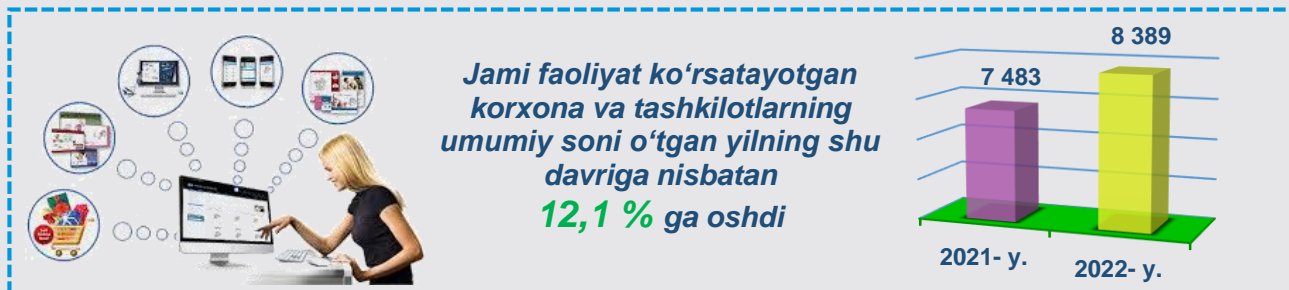 Jami faoliyat ko‘rsatayotgan
korxona va tashkilotlarning
umumiy soni o‘tgan yilning shu
davriga nisbatan
12,1 % ga oshdi
8 389
7 483
2021- y.
2022- y.